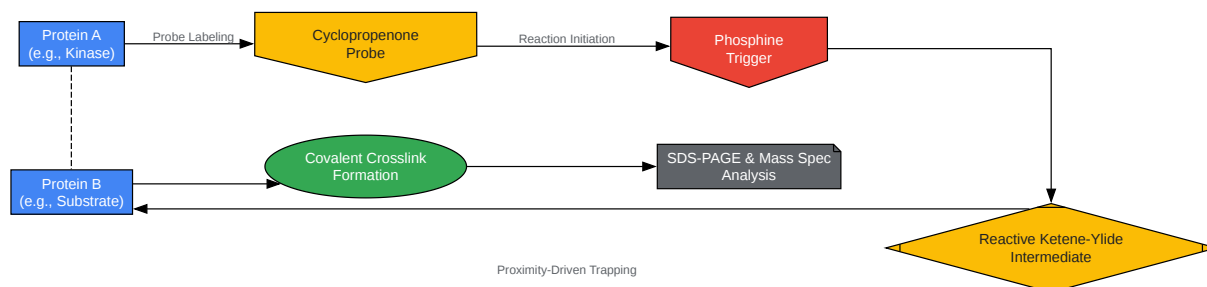 Protein A
(e.g., Kinase)
Probe Labeling
Cyclopropenone
Probe
Reaction Initiation
Phosphine
Trigger
Protein B
(e.g., Substrate)
Covalent Crosslink
Formation
SDS-PAGE & Mass Spec
Analysis
Reactive Ketene-Ylide
Intermediate
Proximity-Driven Trapping